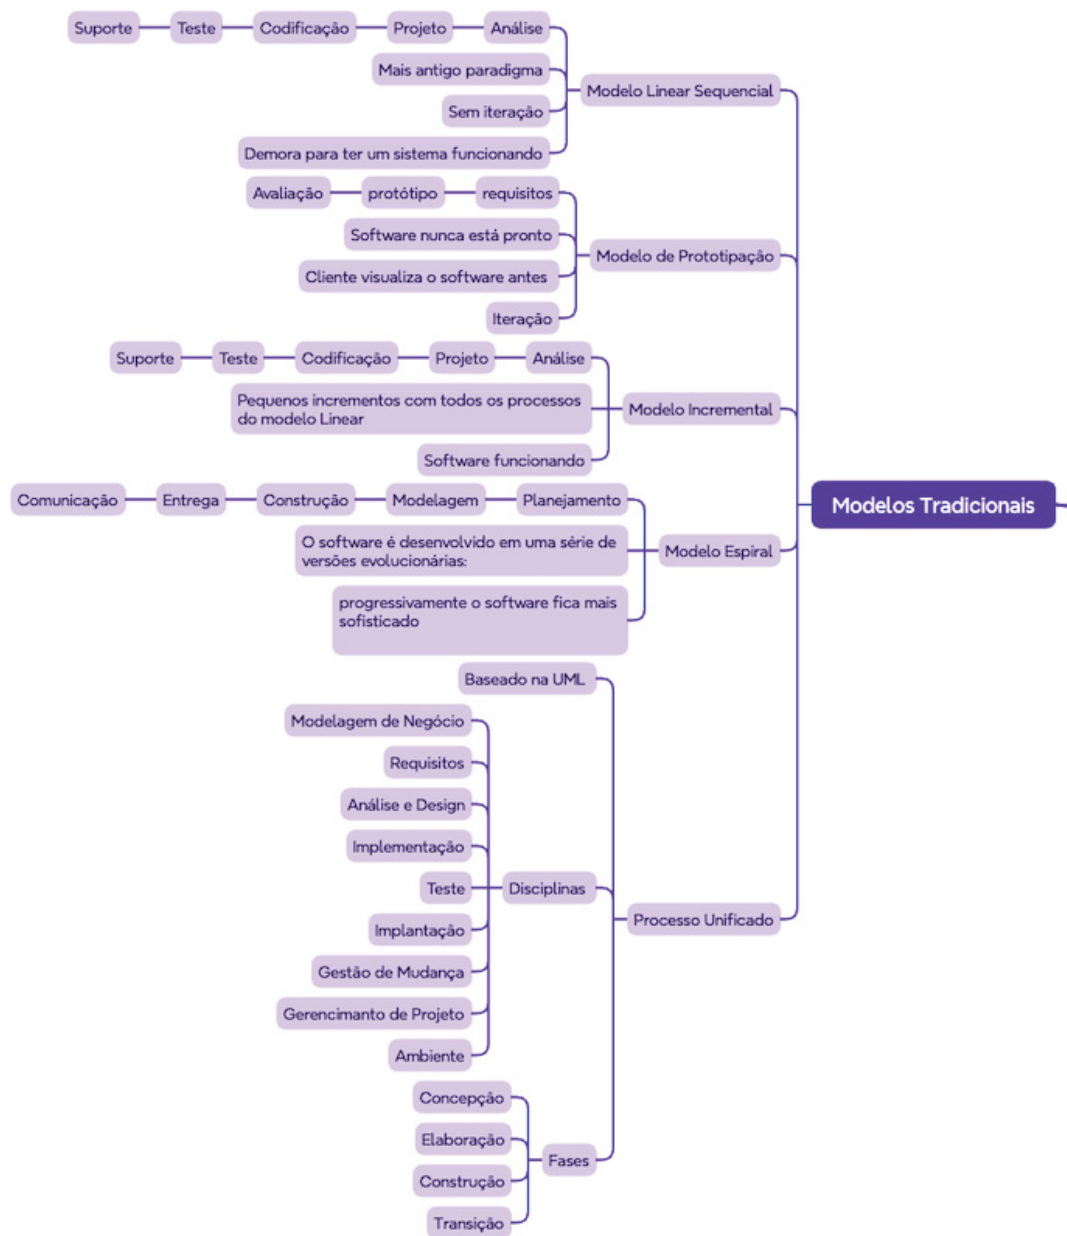 Suporte Teste Codificação Projeto Análise
Mais antigo paradigma
Modelo Linear Sequencial
Sem iteração
Demora para ter um sistema funcionando
Avaliação protótipo requisitos
Software nunca está pronto
Modelo de Prototipação
Cliente visualiza o software antes
Iteração
Suporte Teste Codificação Projeto Análise
Pequenos incrementos com todos os processos
do modelo Linear
Modelo Incremental
Software funcionando
Comunicação Entrega Construção Modelagem Planejamento
Modelos Tradicionais
O software é desenvolvido em uma série de
versões evolucionárias:
Modelo Espiral
progressivamente o software fica mais
sofisticado
Baseado na UML
Modelagem de Negócio
Requisitos
Análise e Design
Implementação
Teste
Disciplinas
Processo Unificado
Implantação
Gestão de Mudança
Gerencimanto de Projeto
Ambiente
Concepção
Elaboração
Fases
Construção
Transição